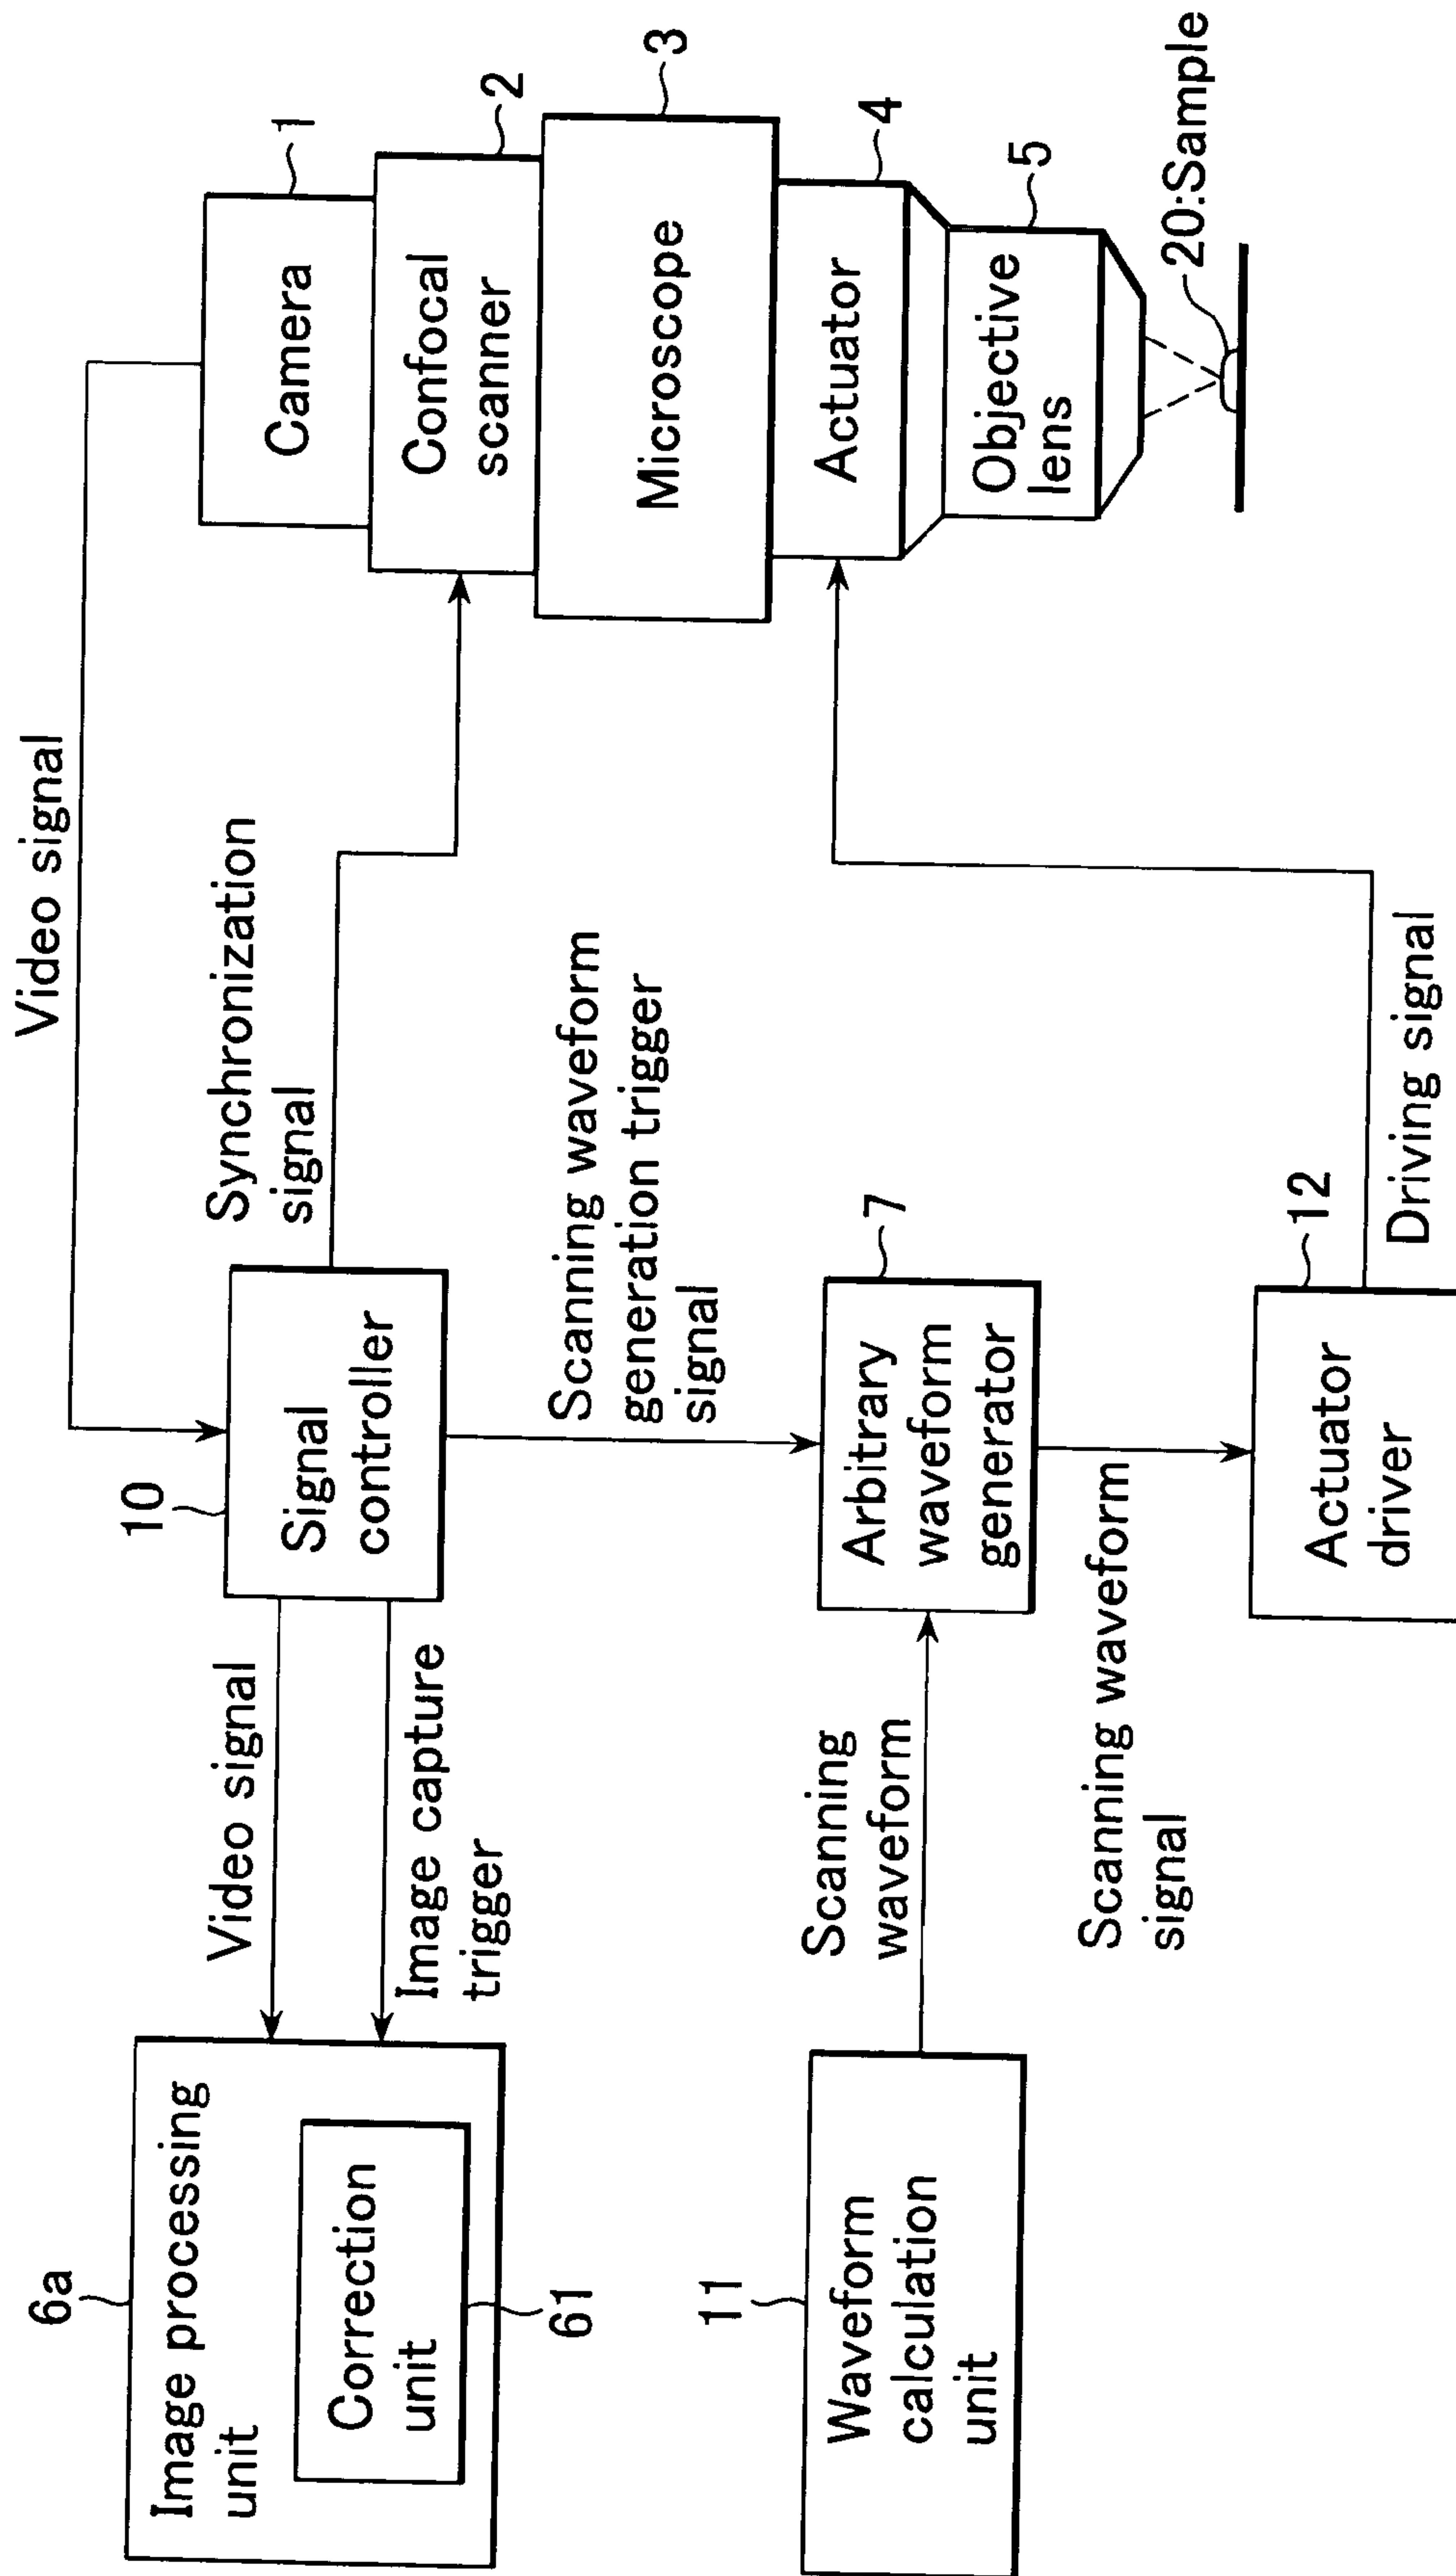 6a
Image processing
unit
Correction
unit
61
Video signal
Image capture
trigger
10
Signal
controller
Video signal
Synchronization
signal
Scanning waveform
generation trigger
signal
11
Waveform
calculation
unit
Scanning
waveform
7
Arbitrary
waveform
generator
Scanning waveform
signal
12
Actuator
driver
Driving signal
Camera
1
Confocal
scanner
2
Microscope
3
Actuator
4
Objective
lens
5
20:Sample